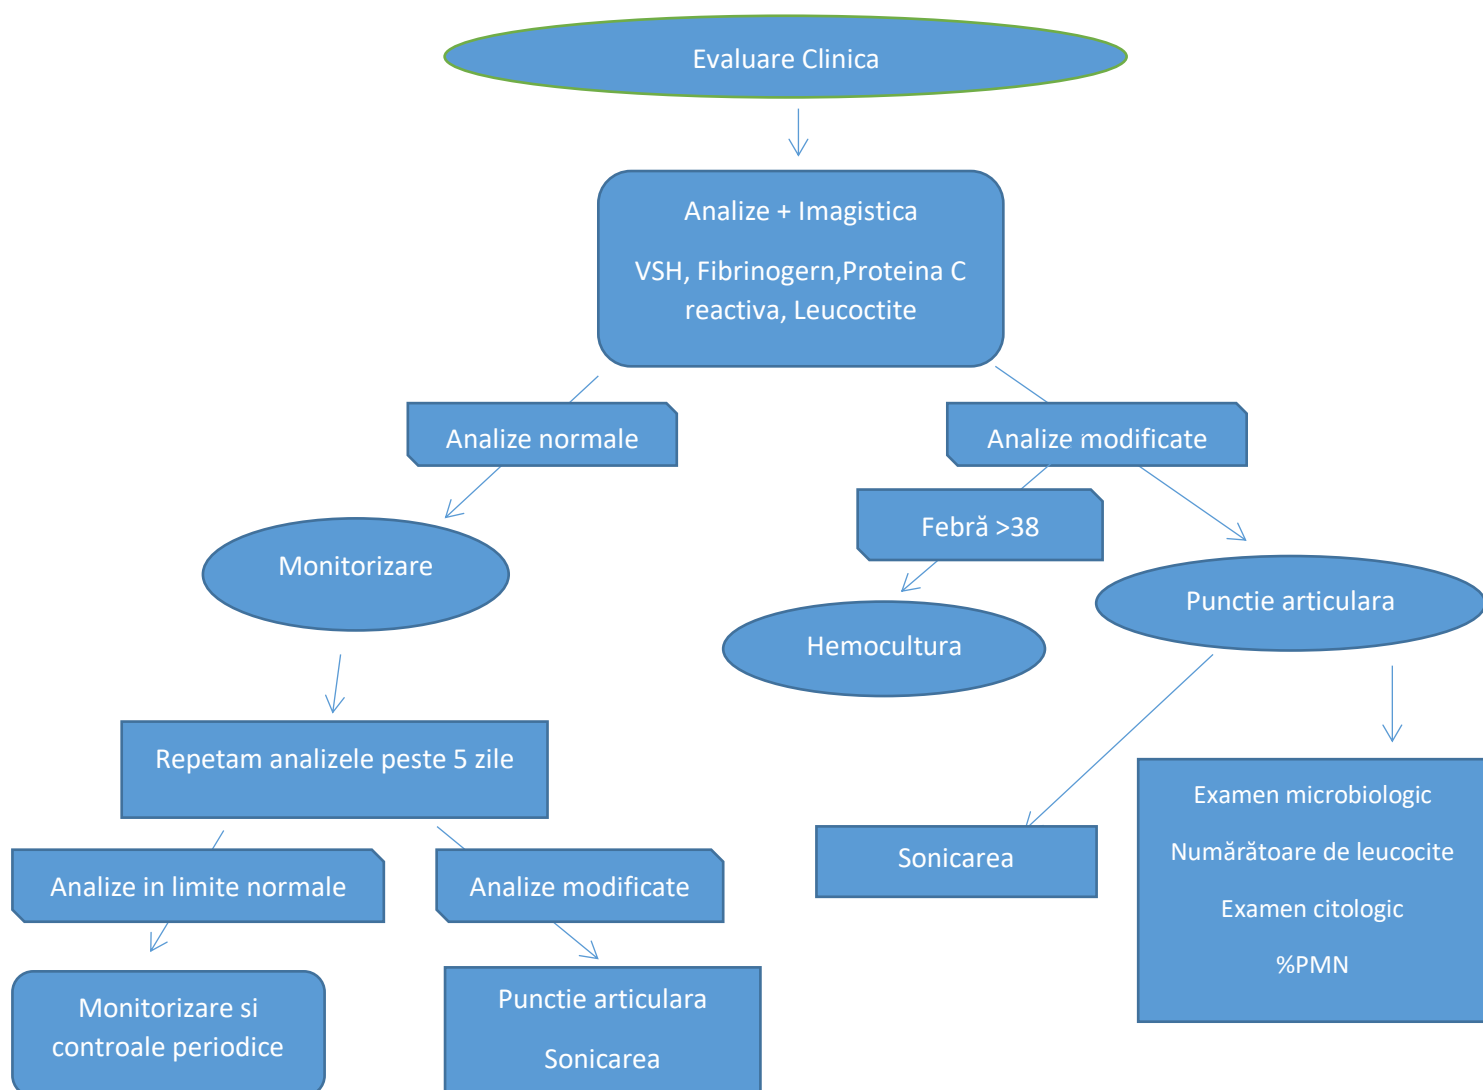 Evaluare Clinica
Analize + Imagistica
VSH, Fibrinogern,Proteina C
reactiva, Leucoctite
Analize normale
Analize modificate
Febră >38
Monitorizare
Punctie articulara
Hemocultura
Repetam analizele peste 5 zile
Examen microbiologic
Numărătoare de leucocite
Examen citologic
%PMN
Sonicarea
Analize in limite normale
Analize modificate
Monitorizare si
controale periodice
Punctie articulara
Sonicarea